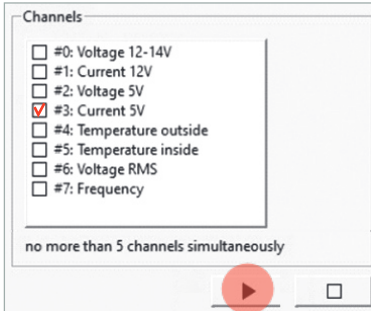 Channels
#0: Voltage 12-14V
#1: Current 12V
#2: Voltage 5V
#3: Current 5V
#4: Temperature outside
#5: Temperature inside
#6: Voltage RMS
#7: Frequency
no more than 5 channels simultaneously